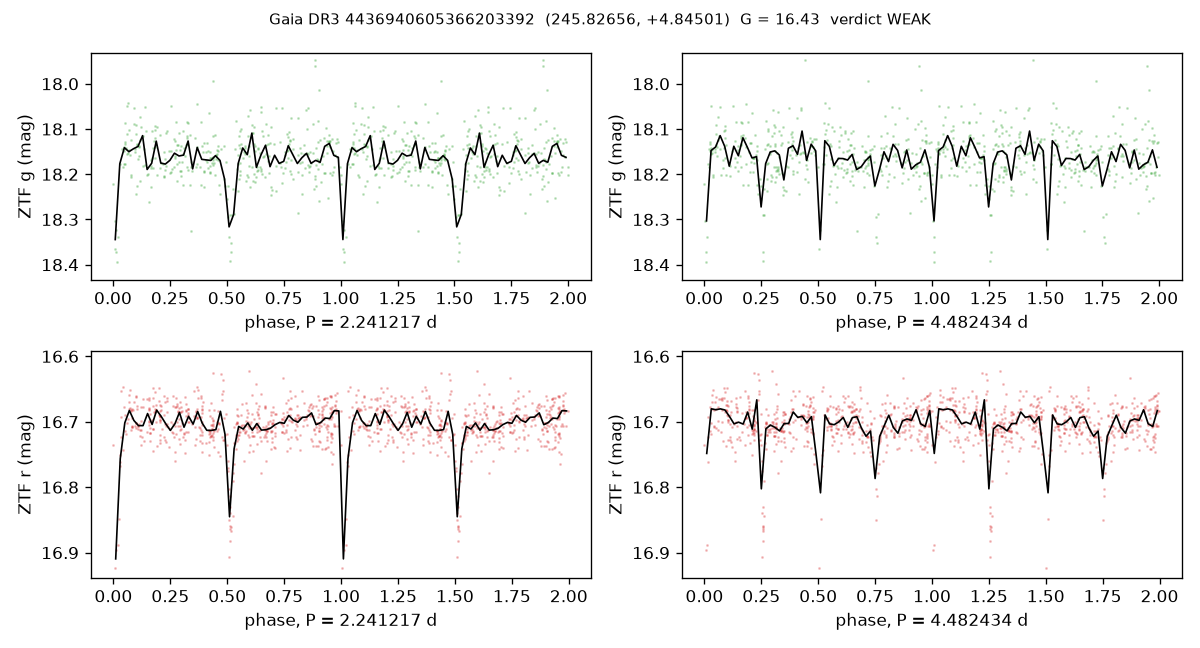 Gaia DR3 4436940605366203392 (245.82656, +4.84501) G = 16.43 verdict WEAK
ZTF g (mag)
18.0
18.1
18.2
18.3
18.4
0.00 0.25 0.50 0.75 1.00 1.25 1.50 1.75 2.00
phase, P = 2.241217 d
ZTF g (mag)
18.0
18.1
18.2
18.3
18.4
0.00 0.25 0.50 0.75 1.00 1.25 1.50 1.75 2.00
phase, P = 4.482434 d
ZTF r (mag)
16.6
16.7
16.8
16.9
0.00 0.25 0.50 0.75 1.00 1.25 1.50 1.75 2.00
phase, P = 2.241217 d
ZTF r (mag)
16.6
16.7
16.8
16.9
0.00 0.25 0.50 0.75 1.00 1.25 1.50 1.75 2.00
phase, P = 4.482434 d